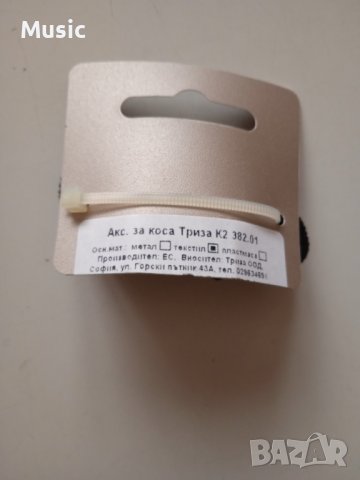 Music
Акс. за коса Триза К2 382.01
Осн.мат.: метал текстил пластмаса
Производител: ЕС, Вносител: Триза ООД,
София, ул. Горски пътник 43А, тел.
BAZAR